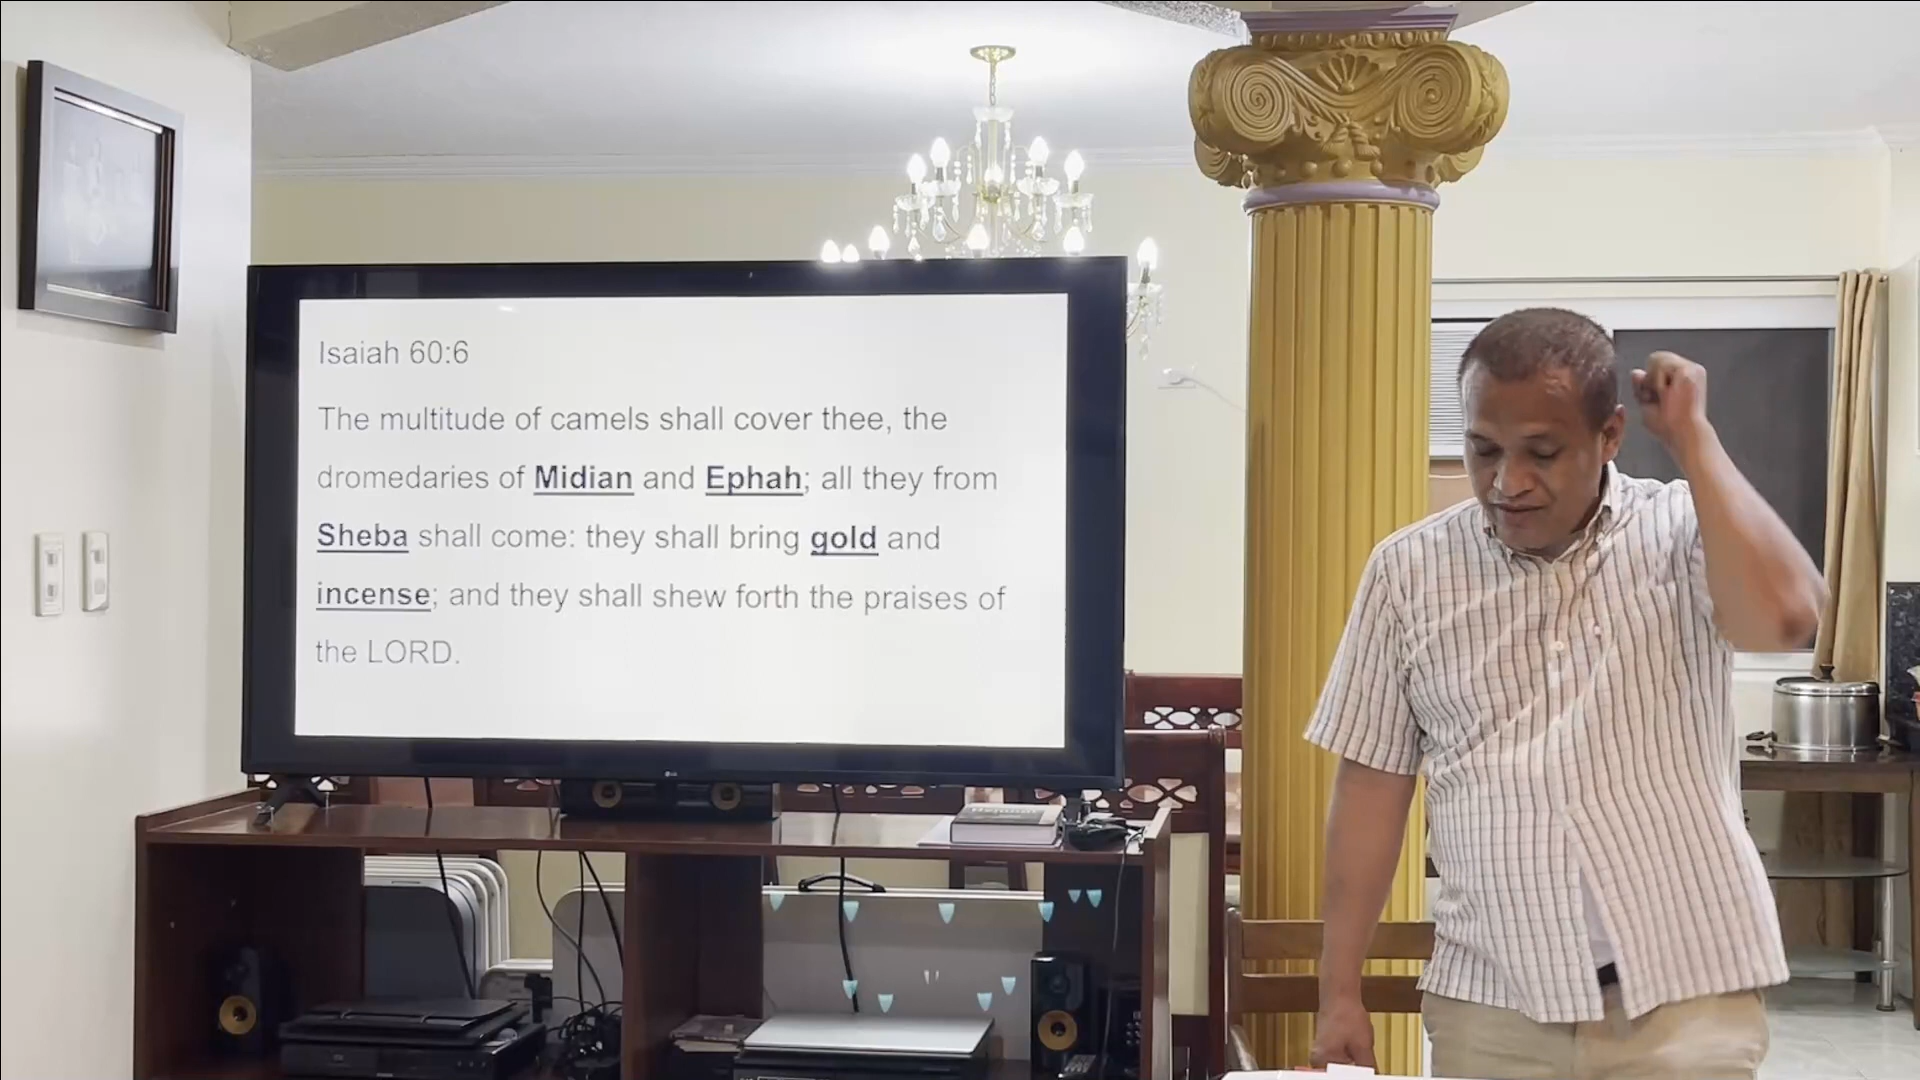 Isaiah 60:6
The multitude of camels shall cover thee, the
dromedaries of Midian and Ephah; all they from
Sheba shall come: they shall bring gold and
incense; and they shall shew forth the praises of
the LORD.
LG